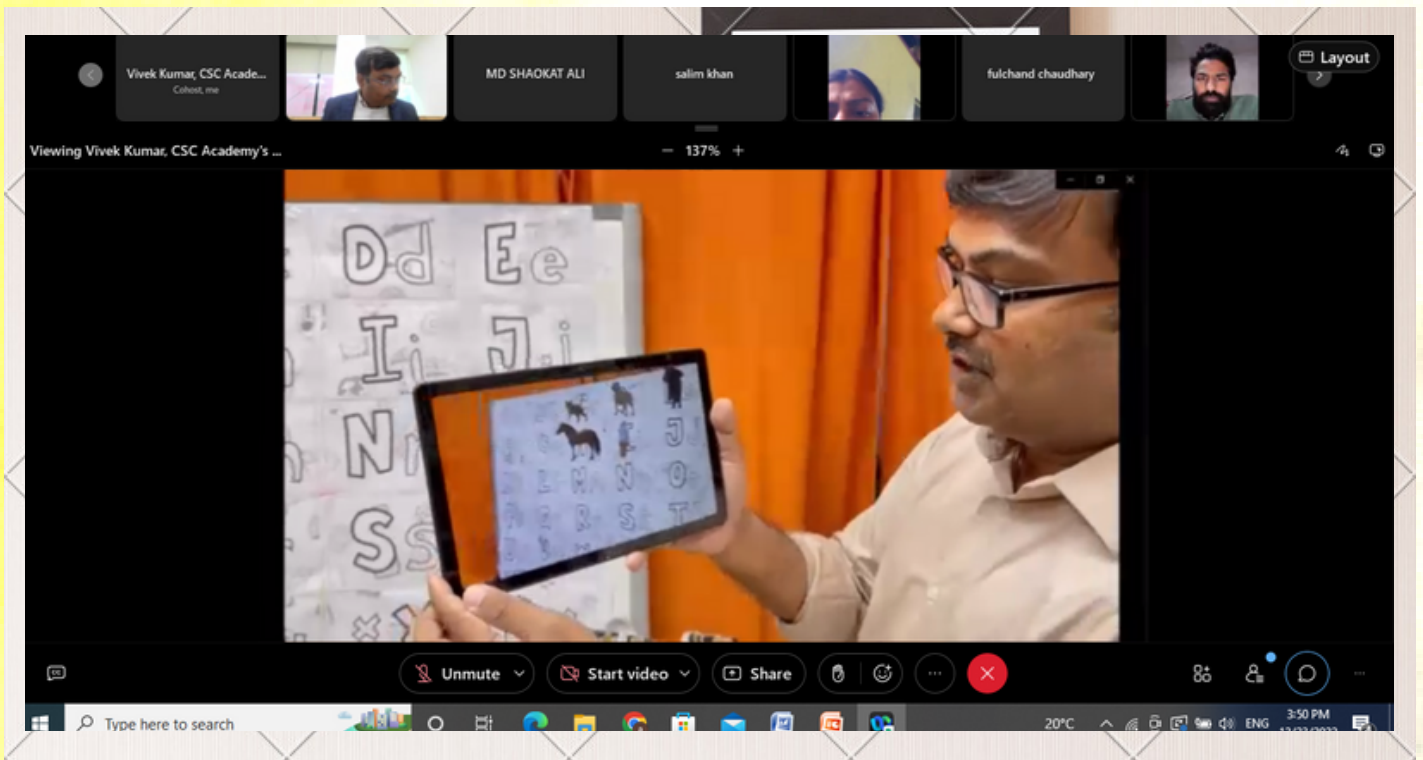 Vivek Kumar, CSC Acade...
Cohost, me
MD SHAOKAT ALI
salim khan
fulchand chaudhary
Layout
Viewing Vivek Kumar, CSC Academy's ...
137%
Dd Ee
Ii Jj
N
Ss
J
M N O
R S T
Unmute
Start video
Share
Type here to search
20°C
ENG
3:50 PM